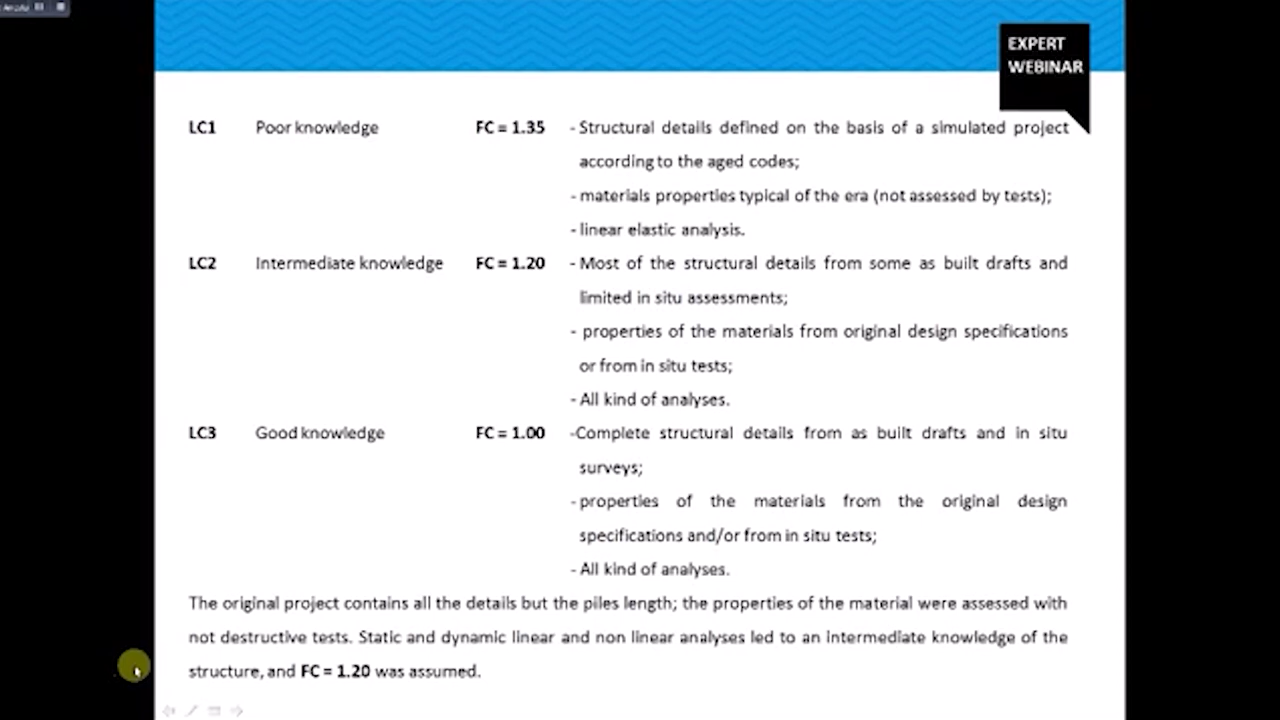 EXPERT
WEBINAR
LC1 Poor knowledge FC = 1.35 - Structural details defined on the basis of a simulated project
according to the aged codes;
- materials properties typical of the era (not assessed by tests);
- linear elastic analysis.
LC2 Intermediate knowledge FC = 1.20 - Most of the structural details from some as built drafts and
limited in situ assessments;
- properties of the materials from original design specifications
or from in situ tests;
- All kind of analyses.
LC3 Good knowledge FC = 1.00 -Complete structural details from as built drafts and in situ
surveys;
- properties of the materials from the original design
specifications and/or from in situ tests;
- All kind of analyses.
The original project contains all the details but the piles length; the properties of the material were assessed with
not destructive tests. Static and dynamic linear and non linear analyses led to an intermediate knowledge of the
structure, and FC = 1.20 was assumed.